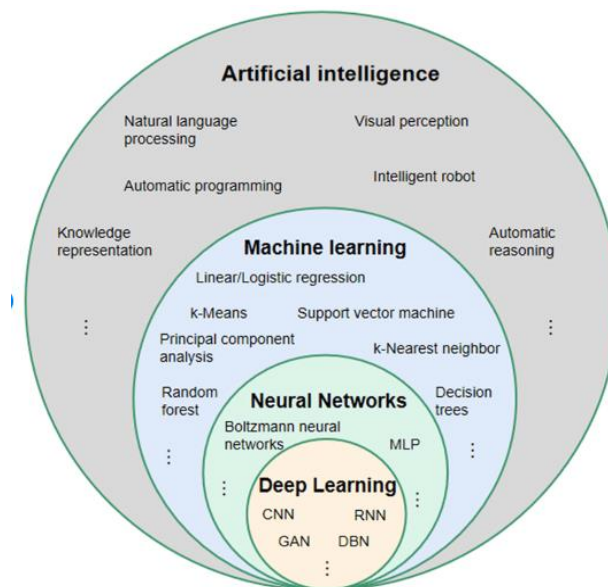 Artificial intelligence
Natural language
processing
Visual perception
Automatic programming
Intelligent robot
Knowledge
representation
Automatic
reasoning
Machine learning
Linear/Logistic regression
k-Means
Support vector machine
Principal component
analysis
k-Nearest neighbor
Random
forest
Decision
trees
Neural Networks
Boltzmann neural
networks
MLP
Deep Learning
CNN
RNN
GAN
DBN